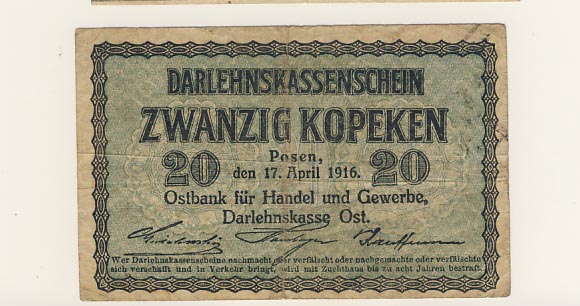 DARLEHNSKASSENSCHEIN
ZWANZIG KOPEKEN
20 Posen, 20
den 17. April 1916.
Ostbank für Handel und Gewerbe,
Darlehnskasse Ost.
Wer Darlehnskassenscheine nachmacht oder verfälscht oder nachgemachte oder verfälschte
sich verschafft und in Verkehr bringt, wird mit Zuchthaus bis zu acht Jahren bestraft.